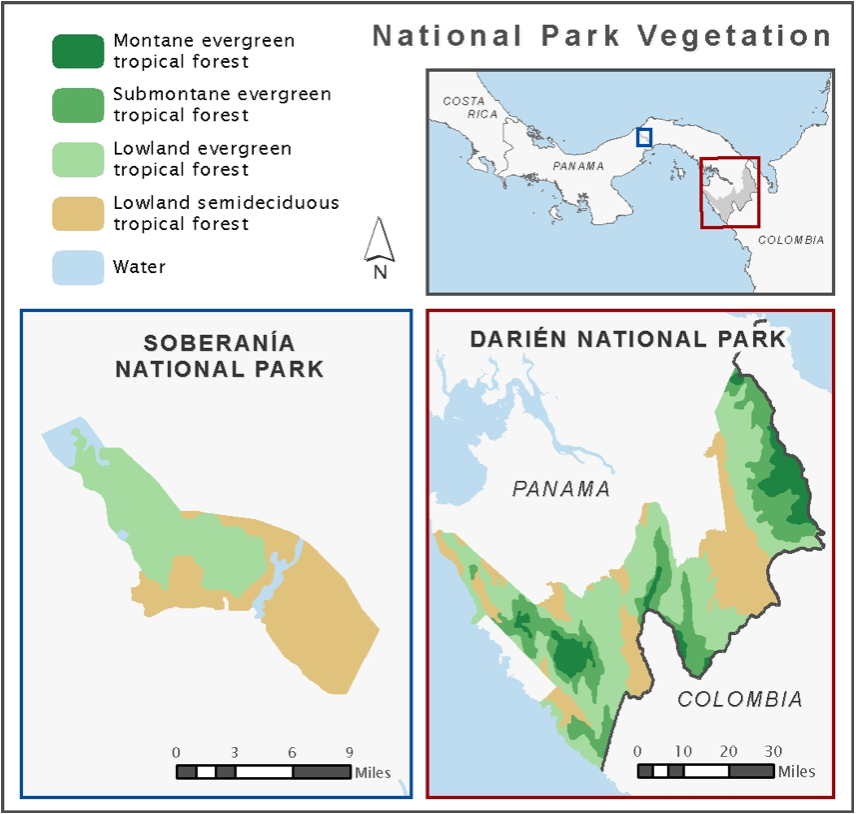 National Park Vegetation
Montane evergreen
tropical forest
Submontane evergreen
tropical forest
Lowland evergreen
tropical forest
Lowland semideciduous
tropical forest
Water
N
COSTA
RICA
PANAMA
COLOMBIA
SOBERANÍA
NATIONAL PARK
0 3 6 9
Miles
DARIÉN NATIONAL PARK
PANAMA
COLOMBIA
0 10 20 30
Miles